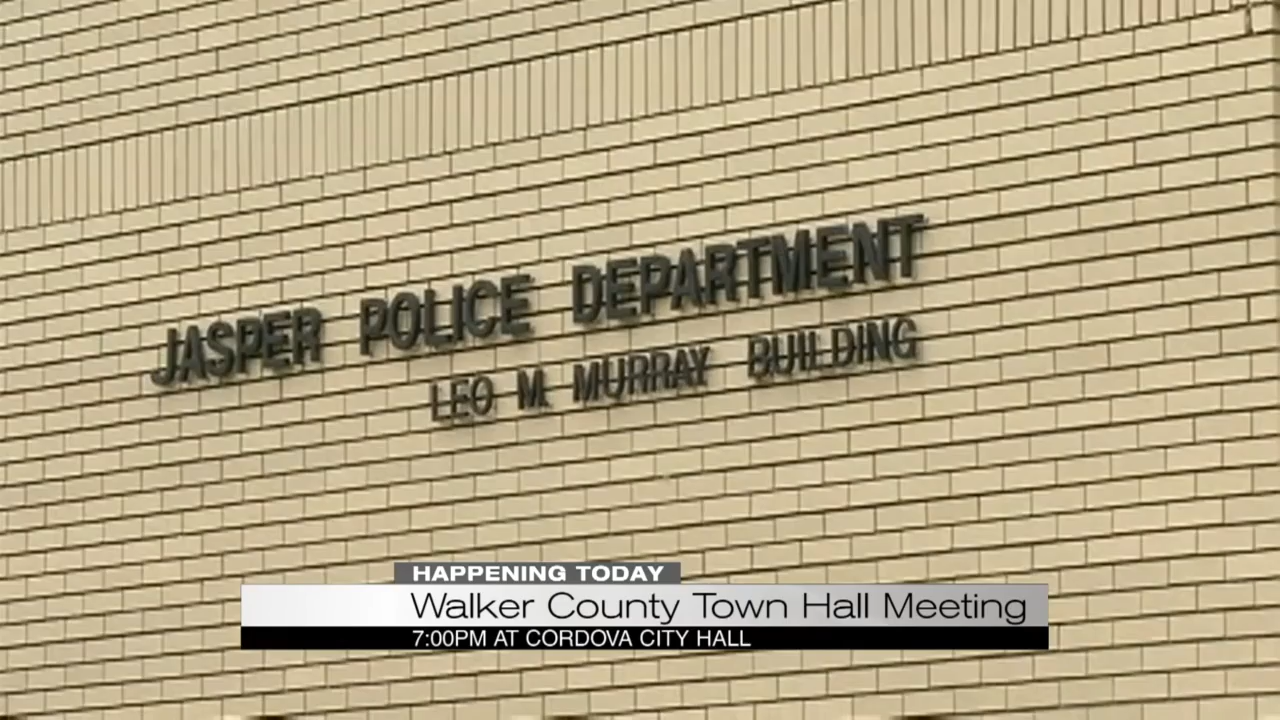 JASPER POLICE DEPARTMENT
LEO M. MURRAY BUILDING
HAPPENING TODAY
Walker County Town Hall Meeting
7:00PM AT CORDOVA CITY HALL